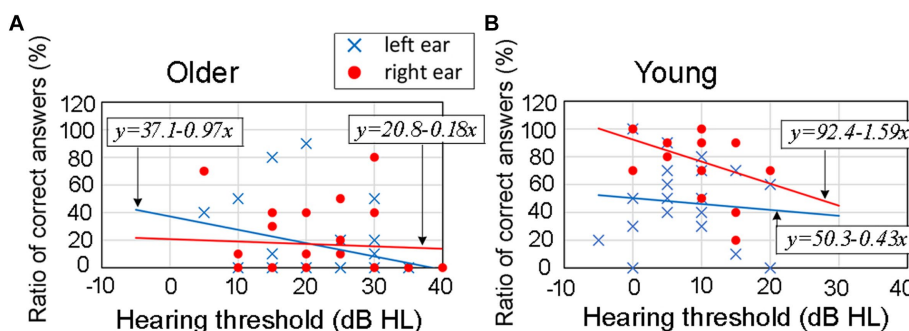 A
Older
left ear
right ear
Ratio of correct answers (%)
120
100
80
60
40
20
0
y=37.1-0.97x
y=20.8-0.18x
-10 0 10 20 30 40
Hearing threshold (dB HL)
B
Young
Ratio of correct answers (%)
120
100
80
60
40
20
0
y=92.4-1.59x
y=50.3-0.43x
-10 0 10 20 30 40
Hearing threshold (dB HL)